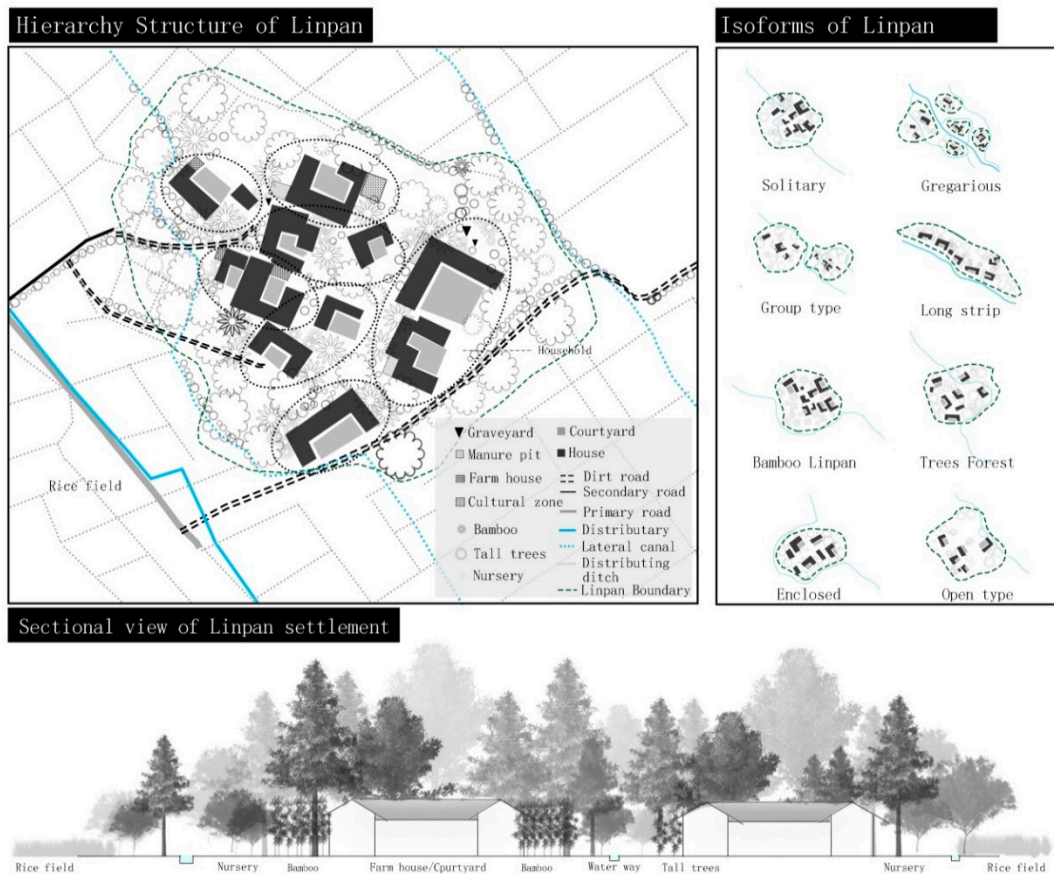 Hierarchy Structure of Linpan
Household
Rice field
Graveyard
Manure pit
Farm house
Cultural zone
Bamboo
Tall trees
Nursery
Courtyard
House
Dirt road
Secondary road
Primary road
Distributary
Lateral canal
Distributing
ditch
Linpan Boundary
Isoforms of Linpan
Solitary
Gregarious
Group type
Long strip
Bamboo Linpan
Trees Forest
Enclosed
Open type
Sectional view of Linpan settlement
Rice field
Nursery
Bamboo
Farm house/Cpurtyard
Bamboo
Water way
Tall trees
Nursery
Rice field